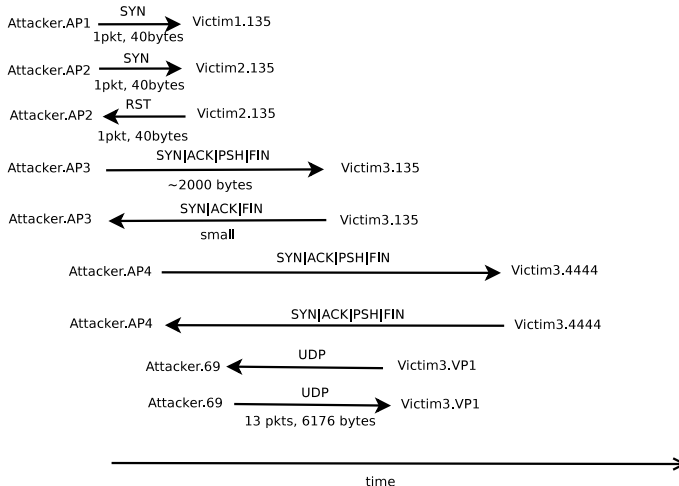 Attacker.AP1 SYN Victim1.135
1pkt, 40bytes
Attacker.AP2 SYN Victim2.135
1pkt, 40bytes
Attacker.AP2 RST Victim2.135
1pkt, 40bytes
Attacker.AP3 SYN|ACK|PSH|FIN Victim3.135
~2000 bytes
Attacker.AP3 SYN|ACK|FIN Victim3.135
small
Attacker.AP4 SYN|ACK|PSH|FIN Victim3.4444
Attacker.AP4 SYN|ACK|PSH|FIN Victim3.4444
Attacker.69 UDP Victim3.VP1
Attacker.69 UDP Victim3.VP1
13 pkts, 6176 bytes
time